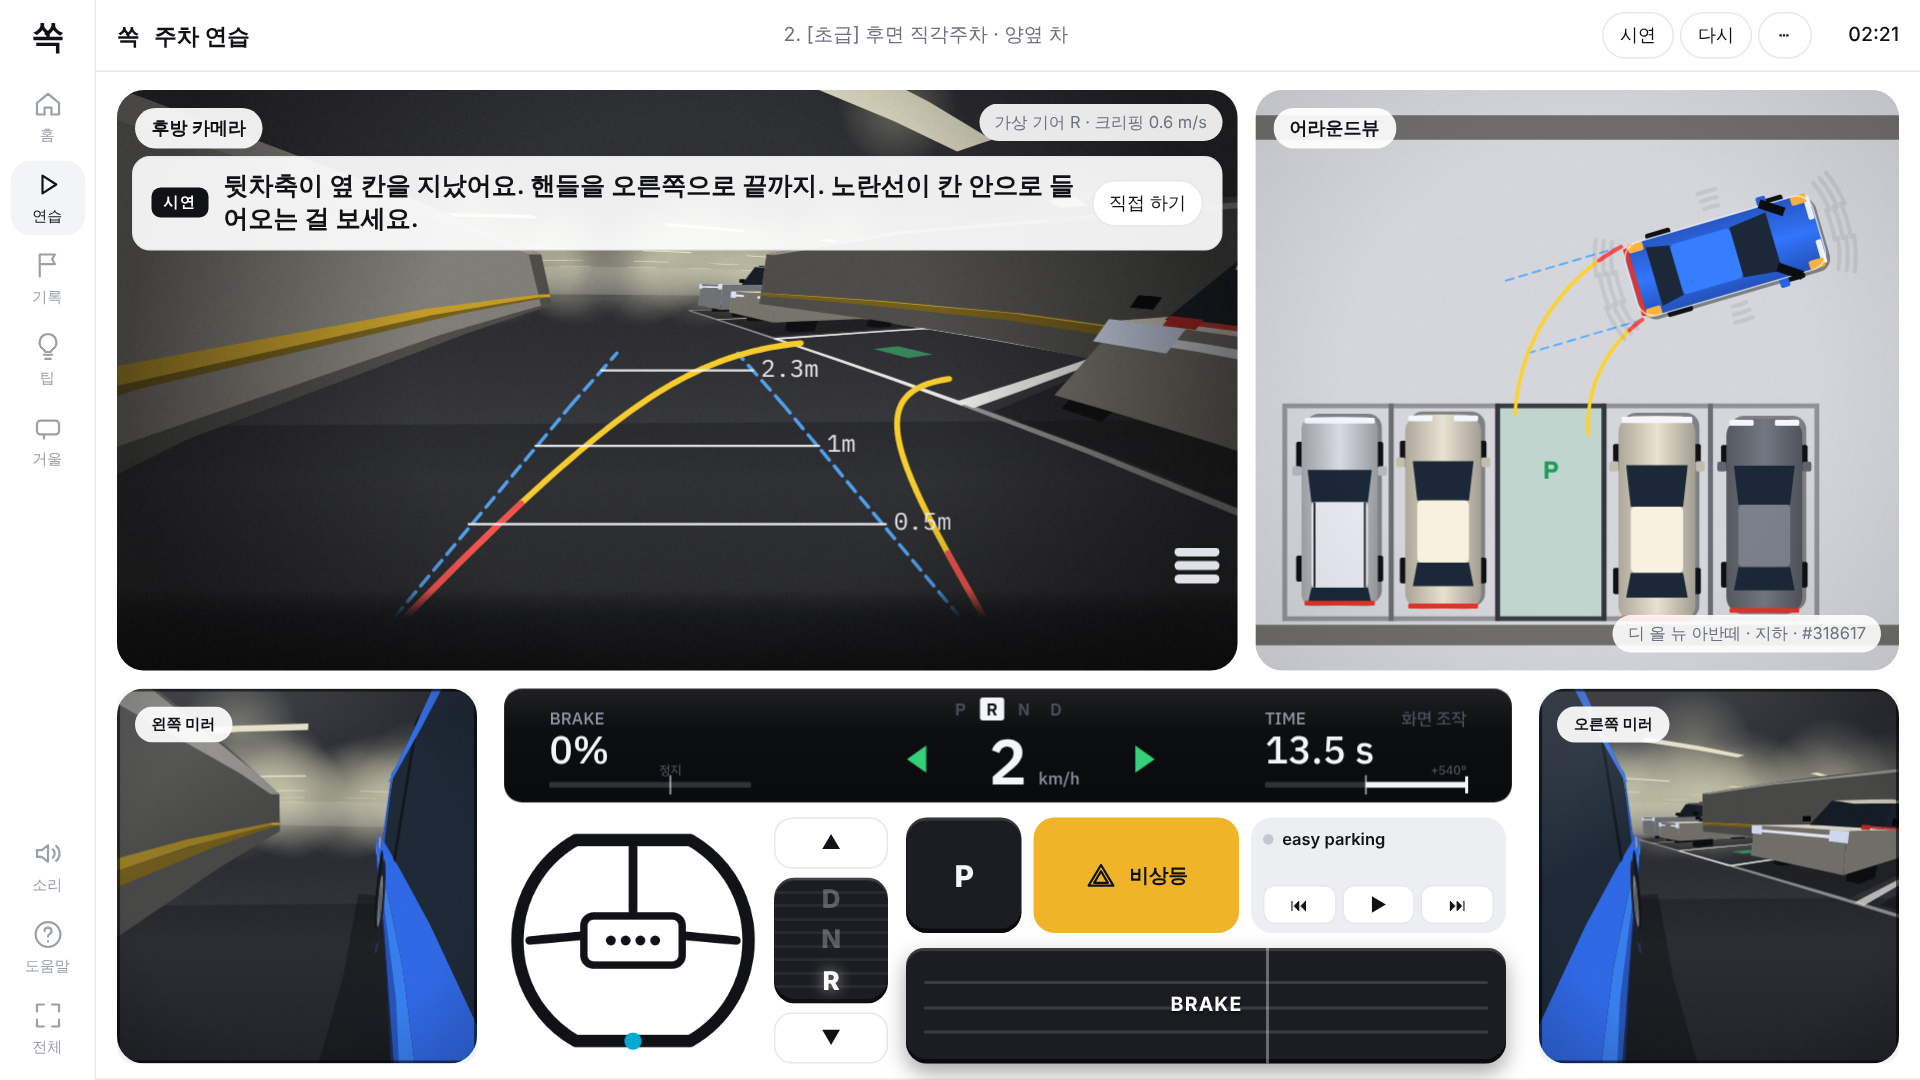 쏙
쏙 주차 연습
2. [초급] 후면 직각주차 · 양옆 차
시연
다시
···
02:21
홈
연습
기록
팁
거울
소리
도움말
전체
후방 카메라
가상 기어 R · 크리핑 0.6 m/s
시연
뒷차축이 옆 칸을 지났어요. 핸들을 오른쪽으로 끝까지. 노란선이 칸 안으로 들
어오는 걸 보세요.
직접 하기
2.3m
1m
0.5m
어라운드뷰
P
디 올 뉴 아반떼 · 지하 · #318617
왼쪽 미러
BRAKE
0%
정지
P R N D
2 km/h
TIME
화면 조작
13.5 s
+540°
D
N
R
P
비상등
easy parking
BRAKE
오른쪽 미러